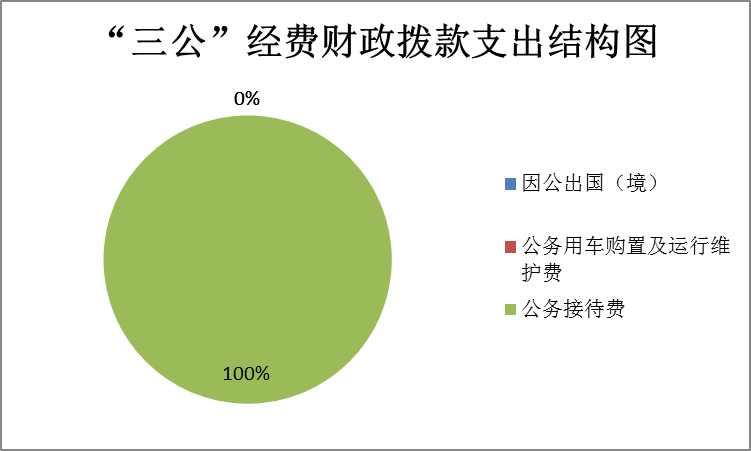 “三公”经费财政拨款支出结构图
0%
100%
因公出国（境）
公务用车购置及运行维
护费
公务接待费